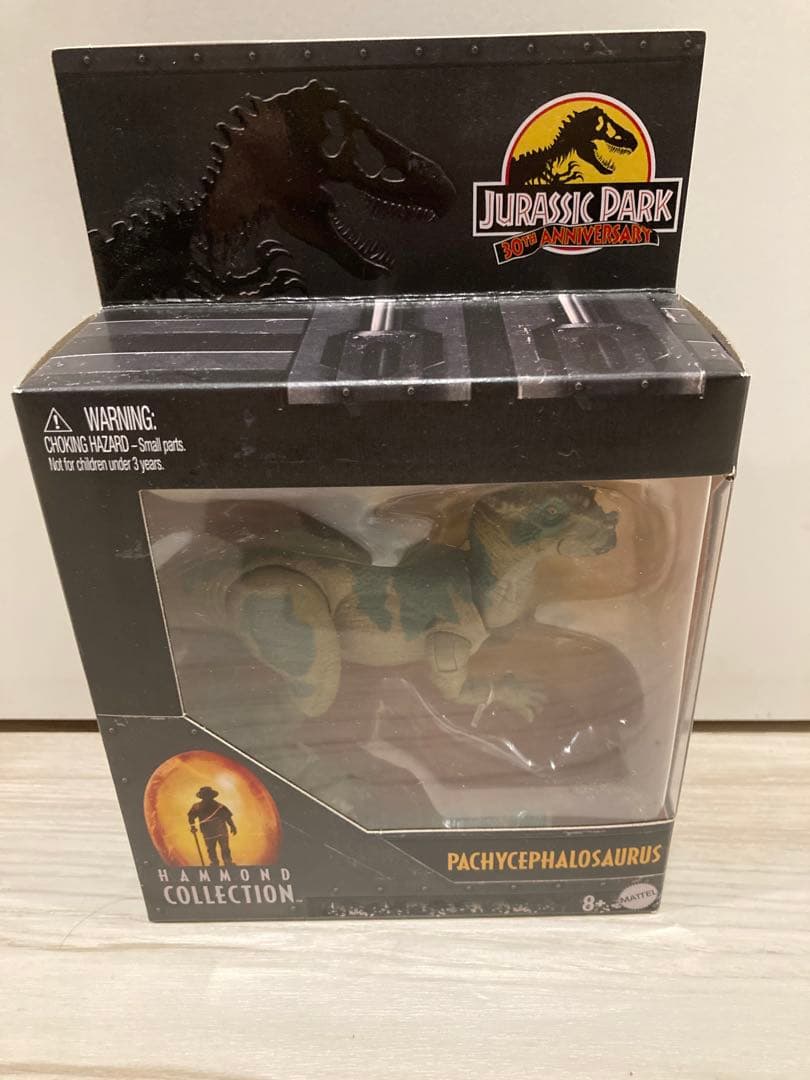 JURASSIC PARK
30TH ANNIVERSARY
WARNING:
CHOKING HAZARD – Small parts.
Not for children under 3 years.
HAMMOND
COLLECTION™
PACHYCEPHALOSAURUS
8+
MATTEL